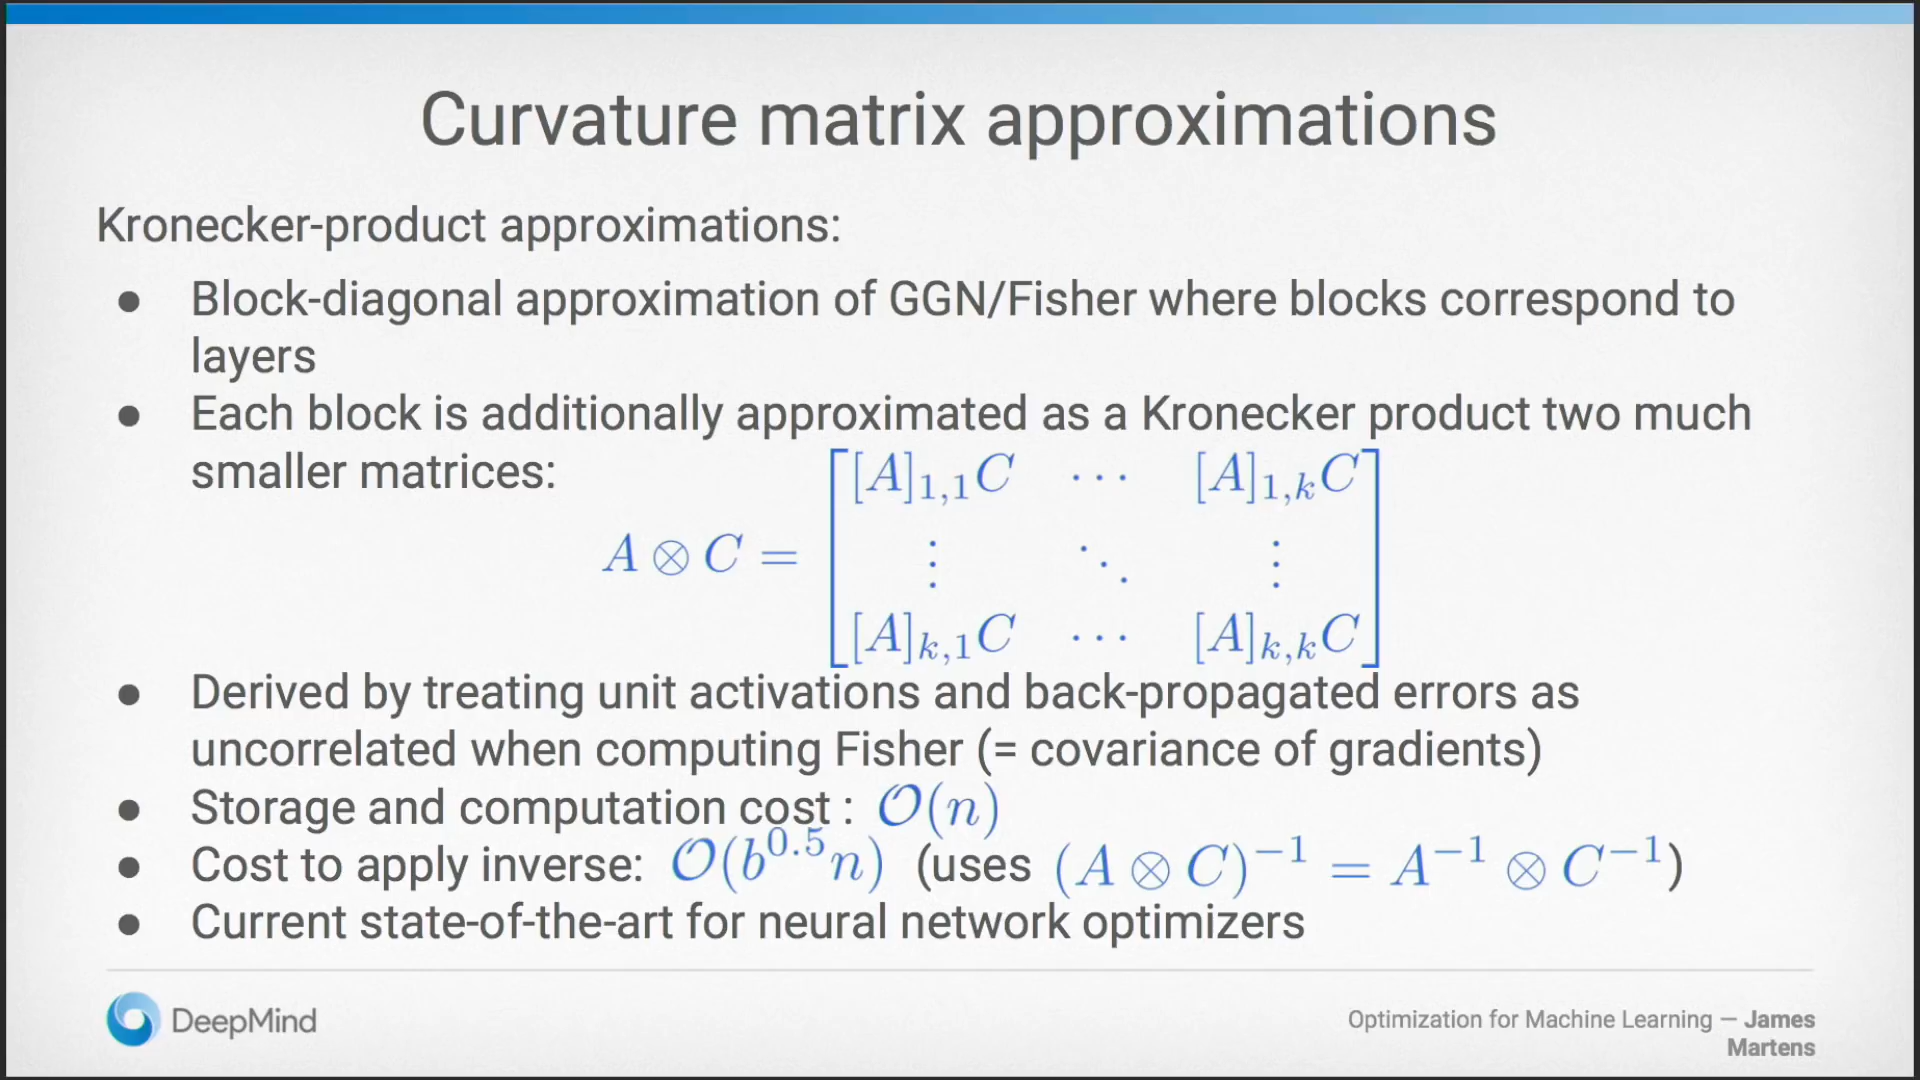 Curvature matrix approximations
Kronecker-product approximations:
● Block-diagonal approximation of GGN/Fisher where blocks correspond to
layers
● Each block is additionally approximated as a Kronecker product two much
smaller matrices:
[A]₁,₁C ⋯ [A]₁,ₖC
A ⊗ C = ⋮ ⋱ ⋮
[A]ₖ,₁C ⋯ [A]ₖ,ₖC
● Derived by treating unit activations and back-propagated errors as
uncorrelated when computing Fisher (= covariance of gradients)
● Storage and computation cost : 𝒪(n)
● Cost to apply inverse: 𝒪(b^0.5 n) (uses (A ⊗ C)⁻¹ = A⁻¹ ⊗ C⁻¹)
● Current state-of-the-art for neural network optimizers
DeepMind
Optimization for Machine Learning — James
Martens